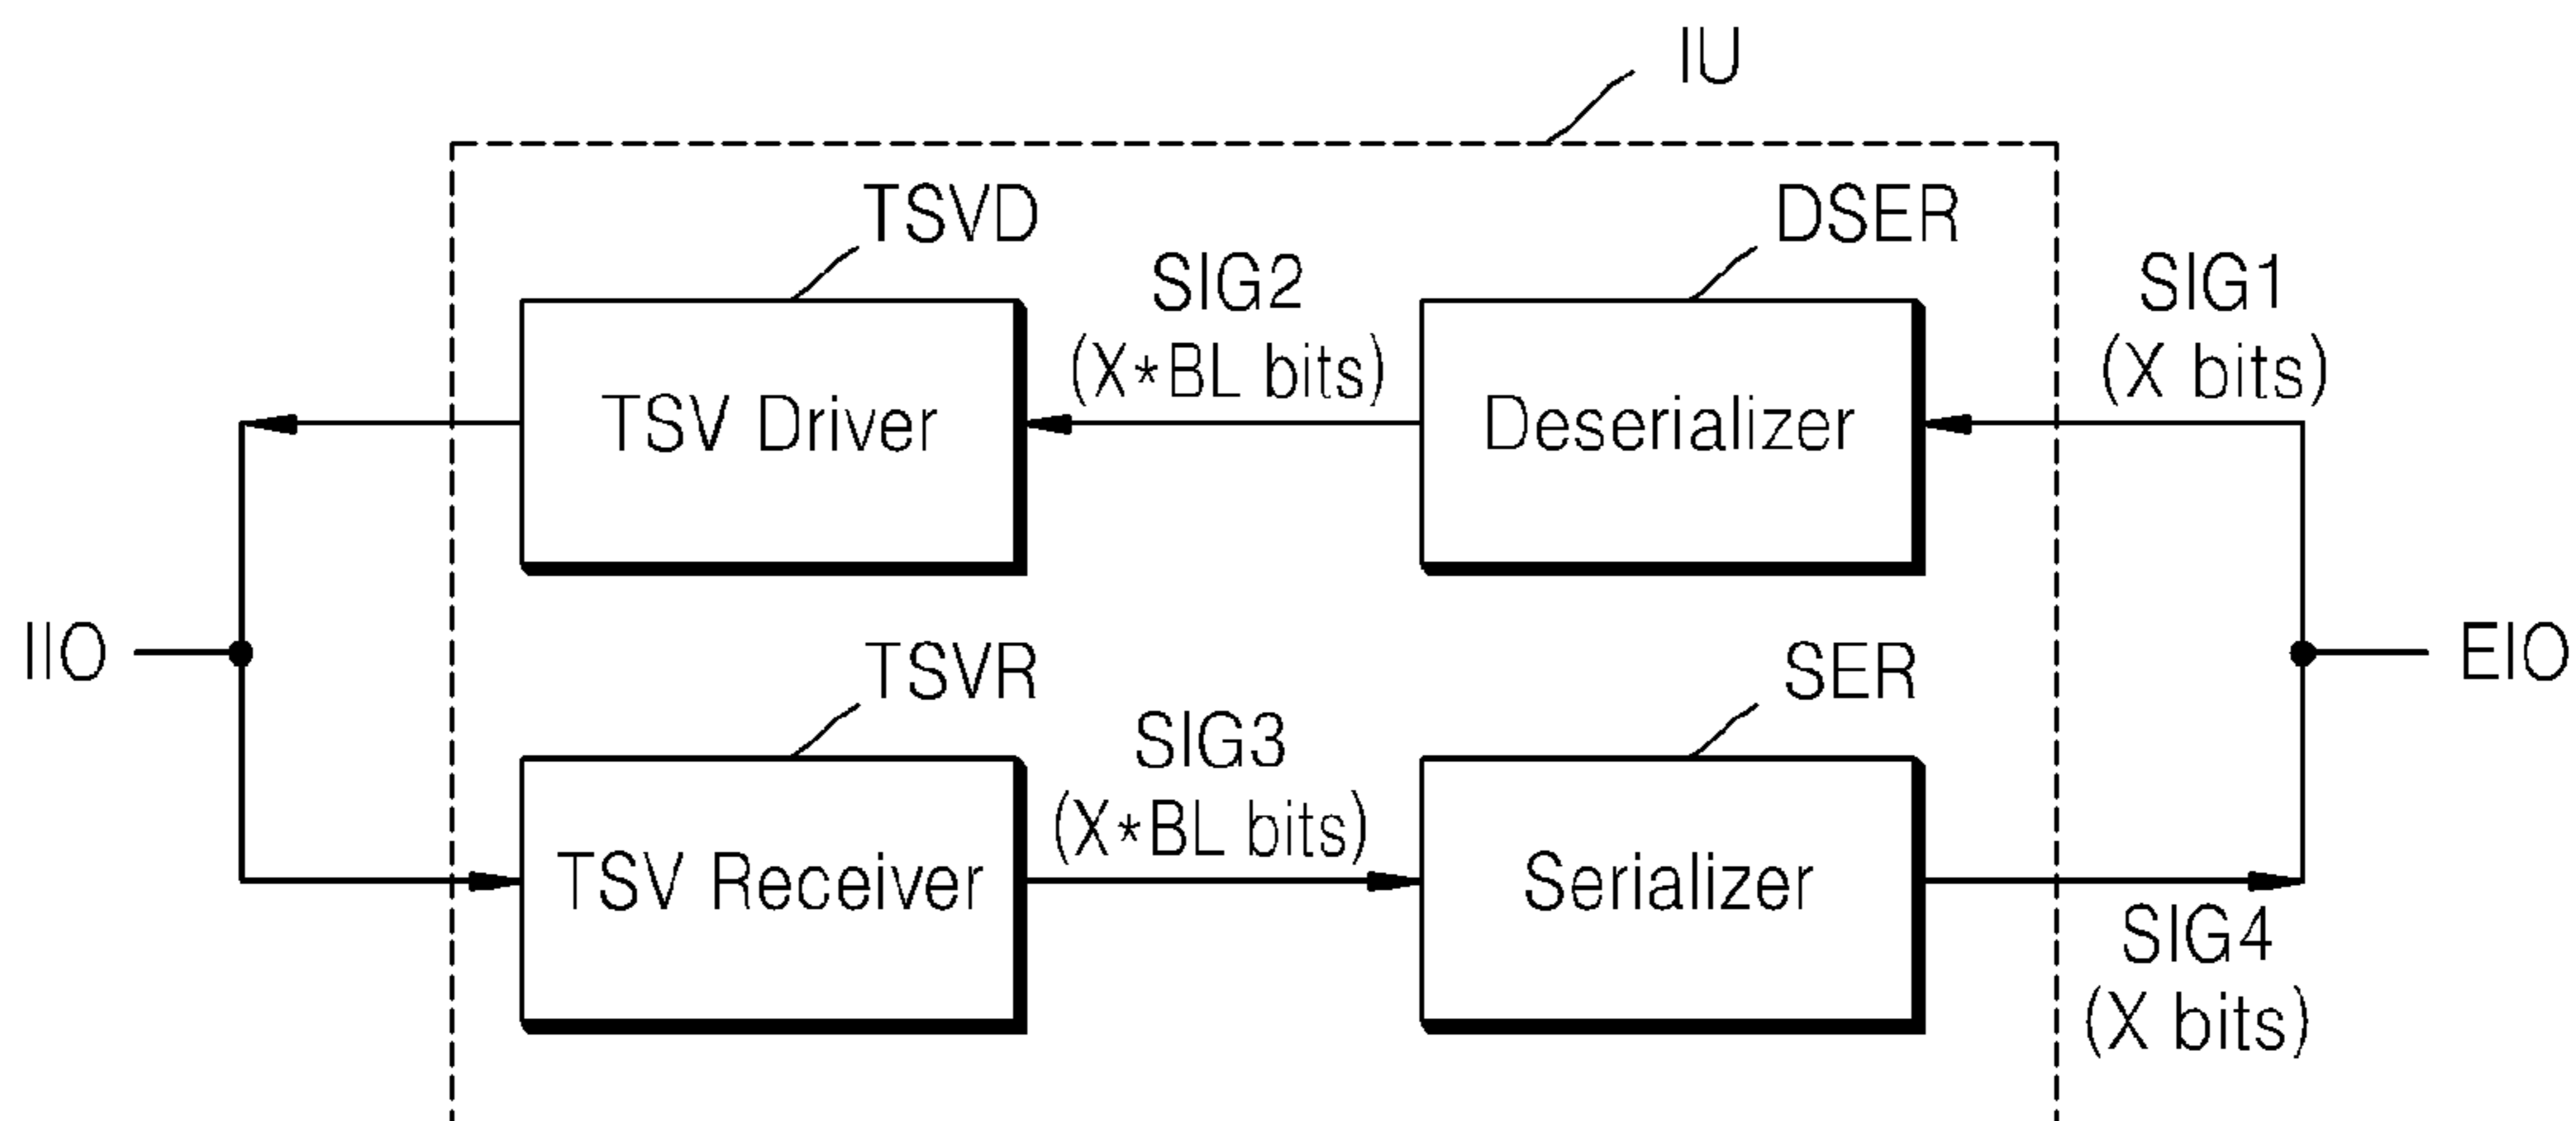 IU
TSVD
DSER
SIG2
(X*BL bits)
SIG1
(X bits)
TSV Driver
Deserializer
IIO
EIO
TSVR
SER
SIG3
(X*BL bits)
TSV Receiver
Serializer
SIG4
(X bits)